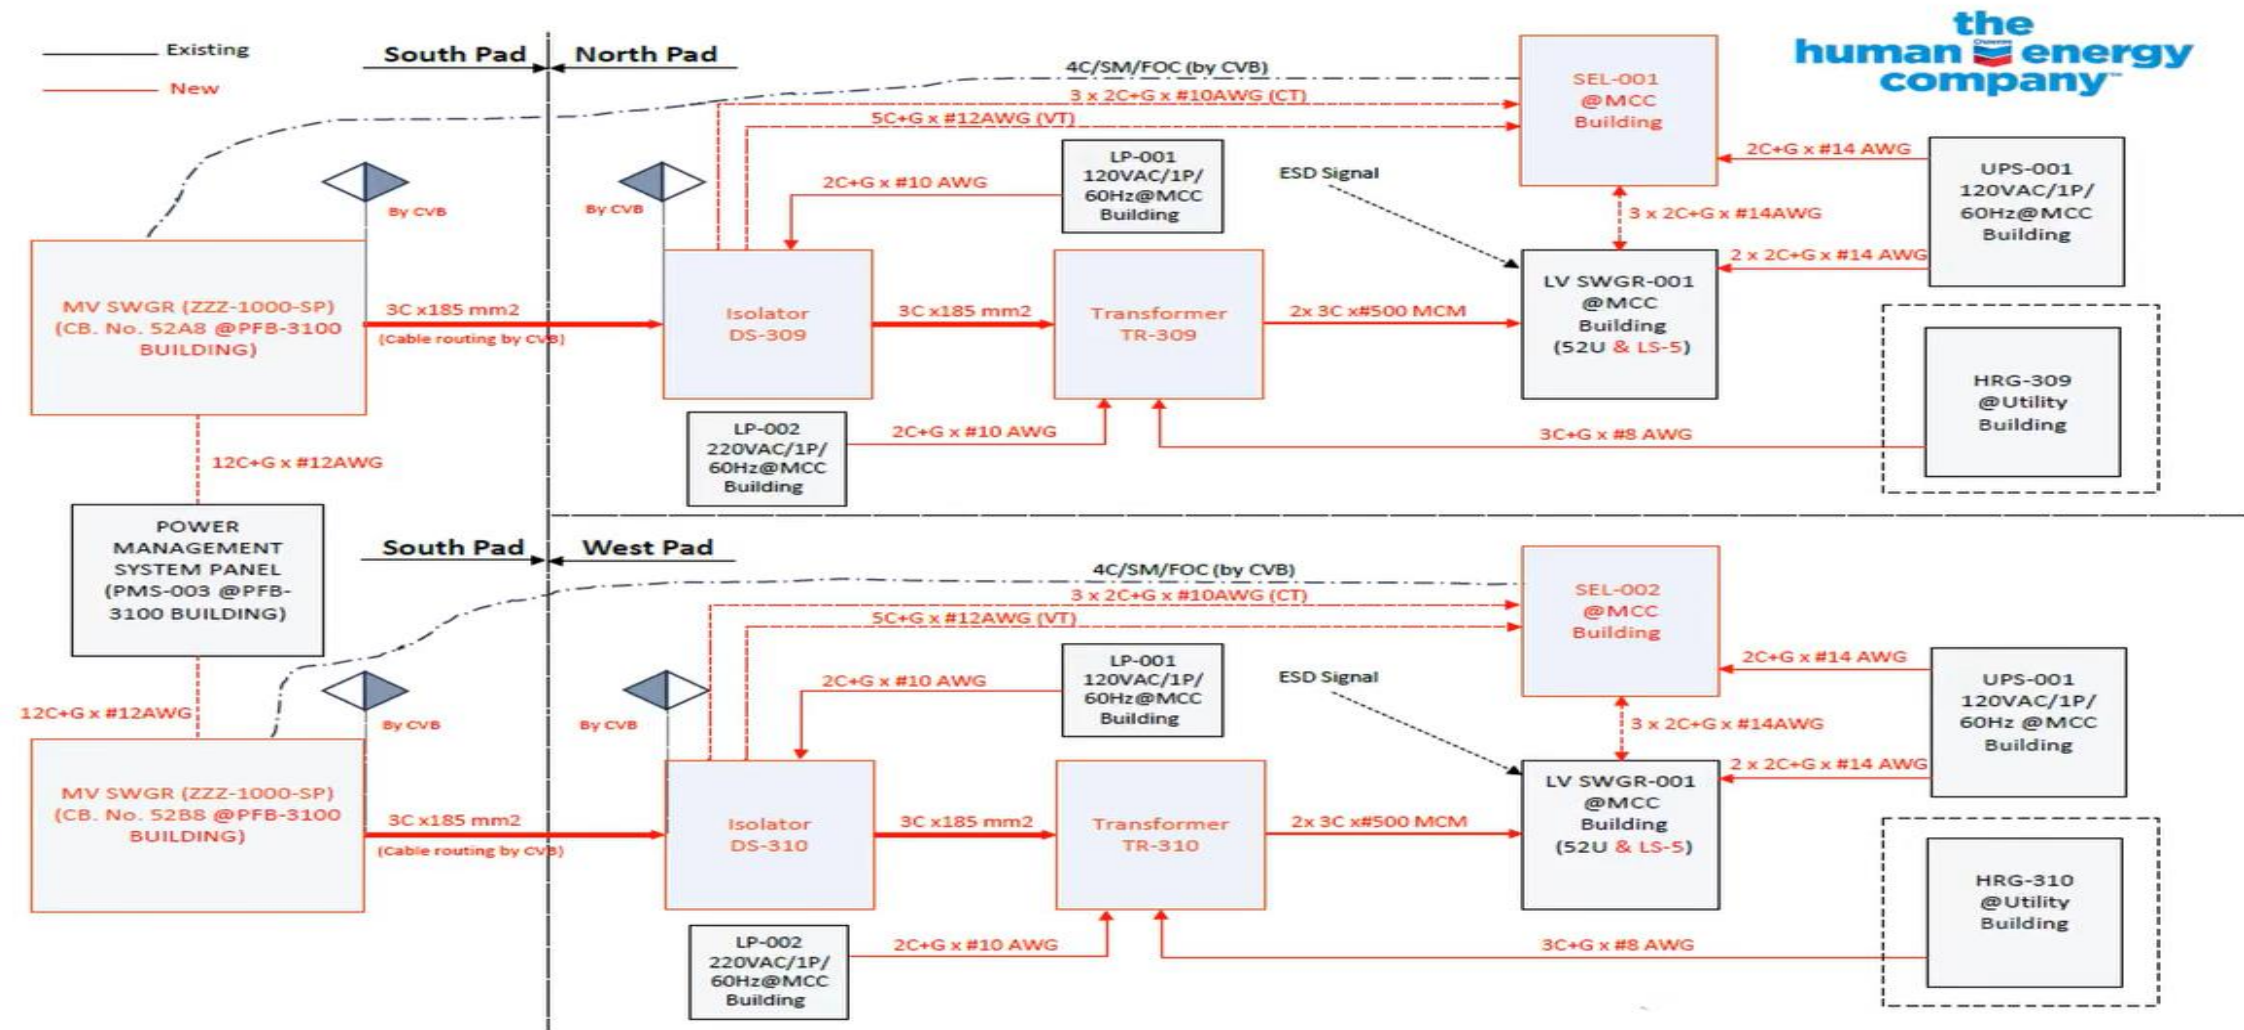 the
human Chevron energy
company™
Existing
New
South Pad
North Pad
4C/SM/FOC (by CVB)
3 x 2C+G x #10AWG (CT)
5C+G x #12AWG (VT)
SEL-001
@MCC
Building
By CVB
By CVB
2C+G x #10 AWG
LP-001
120VAC/1P/
60Hz@MCC
Building
ESD Signal
2C+G x #14 AWG
UPS-001
120VAC/1P/
60Hz@MCC
Building
3 x 2C+G x #14AWG
2 x 2C+G x #14 AWG
MV SWGR (ZZZ-1000-SP)
(CB. No. 52A8 @PFB-3100
BUILDING)
3C x185 mm2
(Cable routing by CVB)
Isolator
DS-309
3C x185 mm2
Transformer
TR-309
2x 3C x#500 MCM
LV SWGR-001
@MCC
Building
(52U & LS-5)
HRG-309
@Utility
Building
LP-002
220VAC/1P/
60Hz@MCC
Building
2C+G x #10 AWG
3C+G x #8 AWG
12C+G x #12AWG
POWER
MANAGEMENT
SYSTEM PANEL
(PMS-003 @PFB-
3100 BUILDING)
South Pad
West Pad
4C/SM/FOC (by CVB)
3 x 2C+G x #10AWG (CT)
5C+G x #12AWG (VT)
SEL-002
@MCC
Building
12C+G x #12AWG
By CVB
By CVB
2C+G x #10 AWG
LP-001
120VAC/1P/
60Hz@MCC
Building
ESD Signal
2C+G x #14 AWG
UPS-001
120VAC/1P/
60Hz @MCC
Building
3 x 2C+G x #14AWG
2 x 2C+G x #14 AWG
MV SWGR (ZZZ-1000-SP)
(CB. No. 52B8 @PFB-3100
BUILDING)
3C x185 mm2
(Cable routing by CVB)
Isolator
DS-310
3C x185 mm2
Transformer
TR-310
2x 3C x#500 MCM
LV SWGR-001
@MCC
Building
(52U & LS-5)
HRG-310
@Utility
Building
LP-002
220VAC/1P/
60Hz@MCC
Building
2C+G x #10 AWG
3C+G x #8 AWG